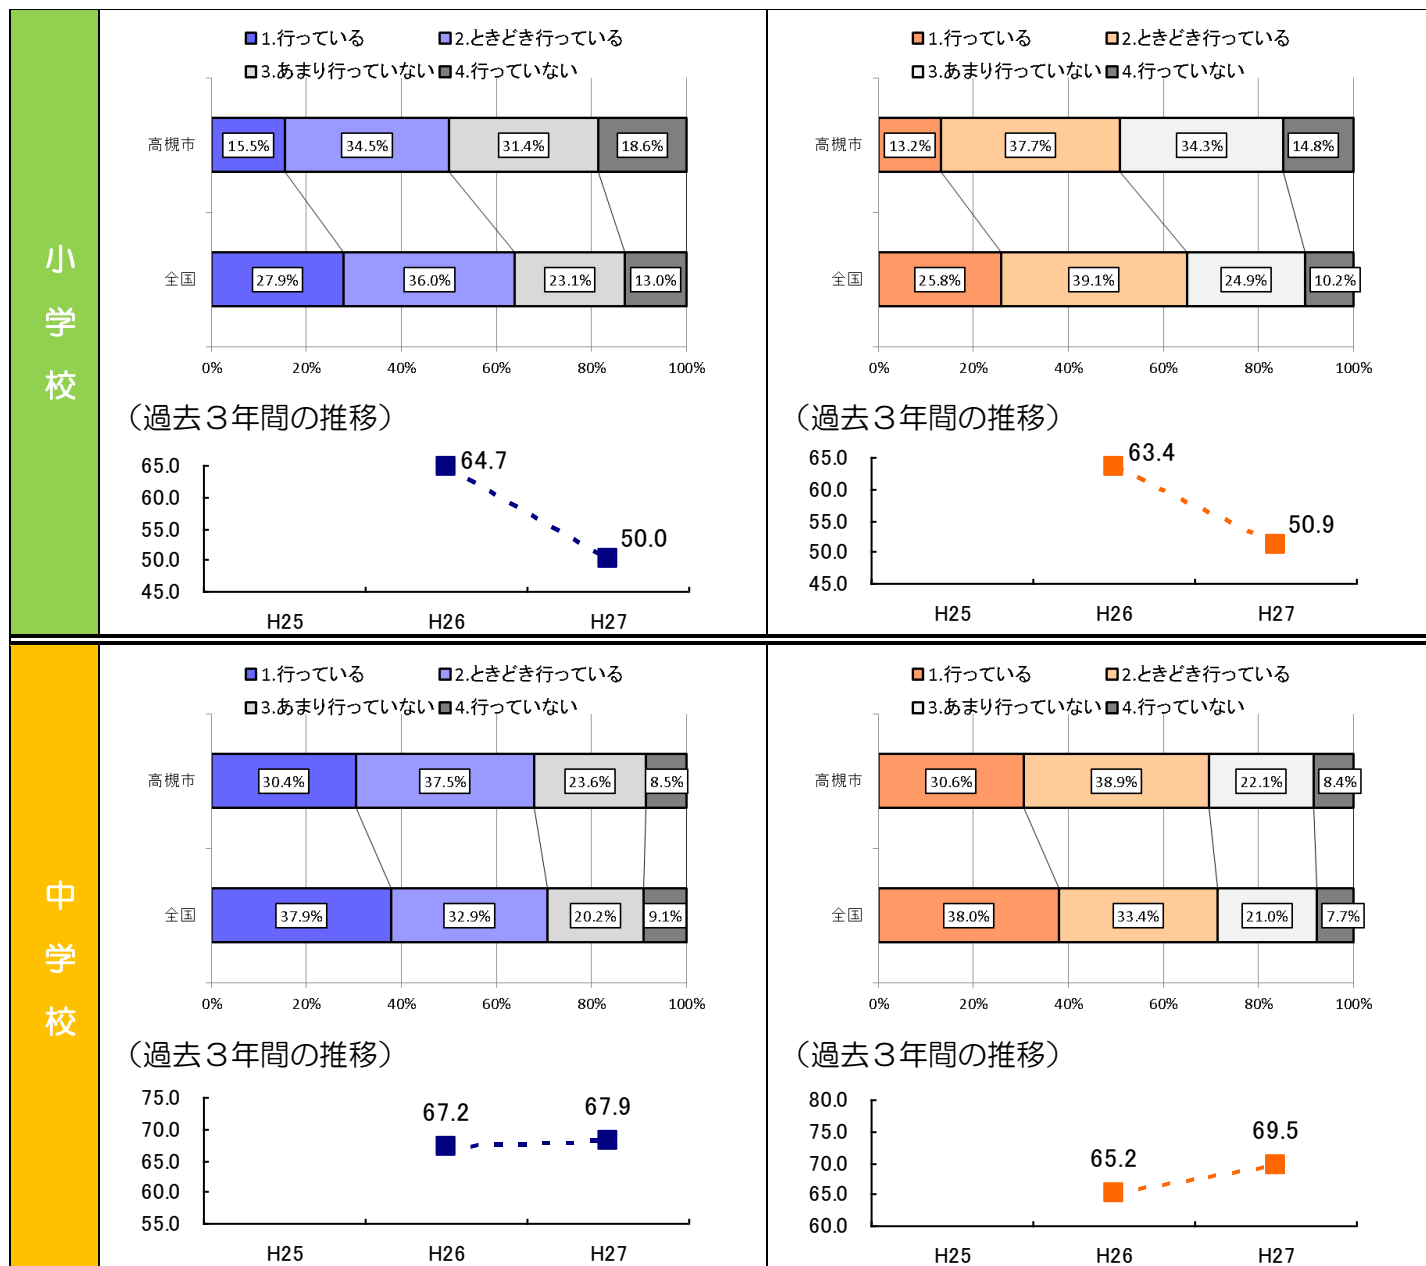 小学校
■1.行っている ■2.ときどき行っている
■3.あまり行っていない ■4.行っていない
高槻市 15.5% 34.5% 31.4% 18.6%
全国 27.9% 36.0% 23.1% 13.0%
0% 20% 40% 60% 80% 100%
（過去３年間の推移）
65.0
60.0
55.0
50.0
45.0
64.7
50.0
H25 H26 H27
■1.行っている ■2.ときどき行っている
■3.あまり行っていない ■4.行っていない
高槻市 13.2% 37.7% 34.3% 14.8%
全国 25.8% 39.1% 24.9% 10.2%
0% 20% 40% 60% 80% 100%
（過去３年間の推移）
65.0
60.0
55.0
50.0
45.0
63.4
50.9
H25 H26 H27
中学校
■1.行っている ■2.ときどき行っている
■3.あまり行っていない ■4.行っていない
高槻市 30.4% 37.5% 23.6% 8.5%
全国 37.9% 32.9% 20.2% 9.1%
0% 20% 40% 60% 80% 100%
（過去３年間の推移）
75.0
70.0
65.0
60.0
55.0
67.2
67.9
H25 H26 H27
■1.行っている ■2.ときどき行っている
■3.あまり行っていない ■4.行っていない
高槻市 30.6% 38.9% 22.1% 8.4%
全国 38.0% 33.4% 21.0% 7.7%
0% 20% 40% 60% 80% 100%
（過去３年間の推移）
80.0
75.0
70.0
65.0
60.0
65.2
69.5
H25 H26 H27